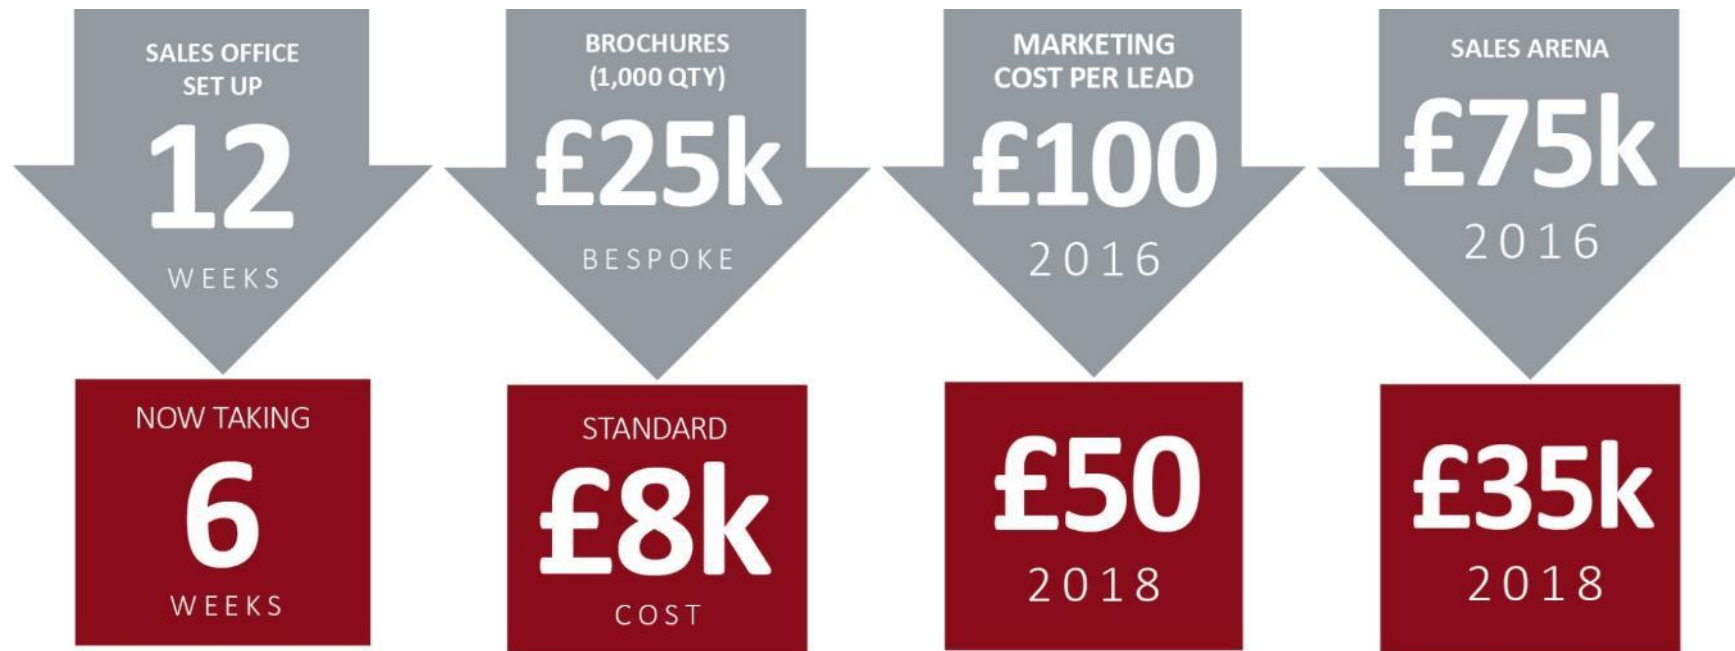 SALES OFFICE
SET UP
12
WEEKS
NOW TAKING
6
WEEKS
BROCHURES
(1,000 QTY)
£25k
BESPOKE
STANDARD
£8k
COST
MARKETING
COST PER LEAD
£100
2016
£50
2018
SALES ARENA
£75k
2016
£35k
2018